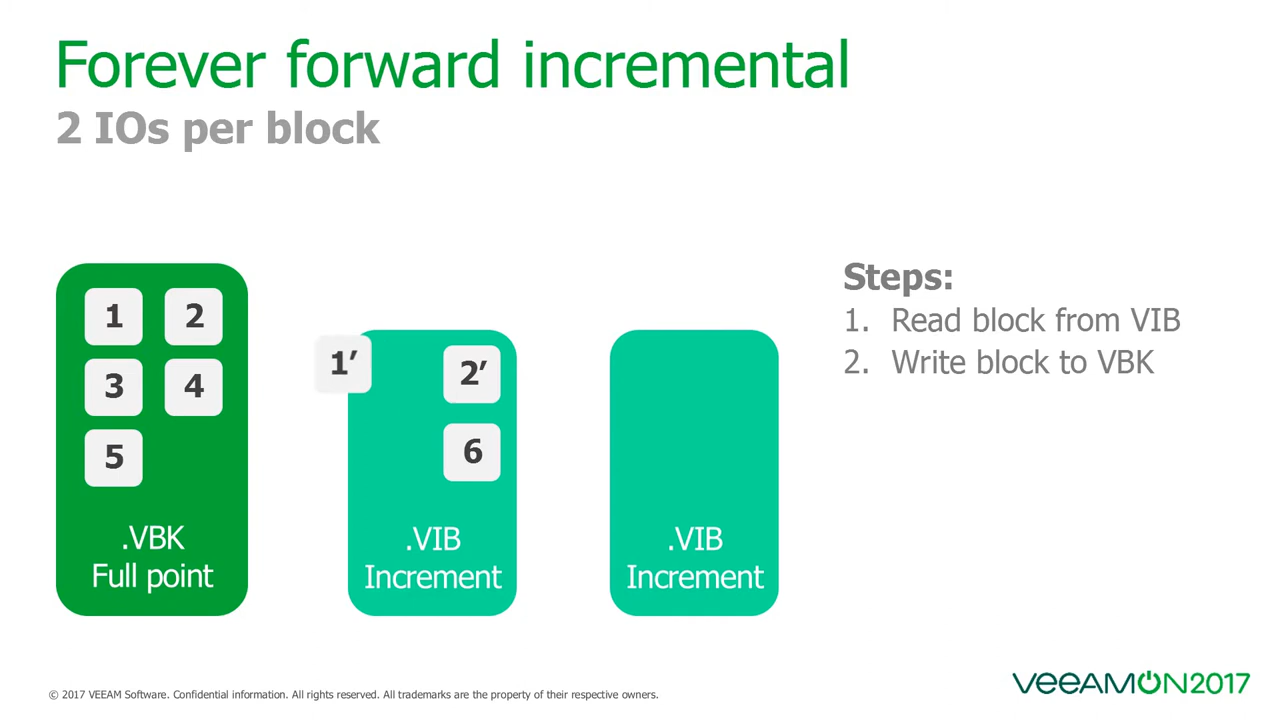 Forever forward incremental
2 IOs per block
1 2
3 4
5
.VBK
Full point
1’ 2’
6
.VIB
Increment
.VIB
Increment
Steps:
1. Read block from VIB
2. Write block to VBK
© 2017 VEEAM Software. Confidential information. All rights reserved. All trademarks are the property of their respective owners.
VEEAMON2017